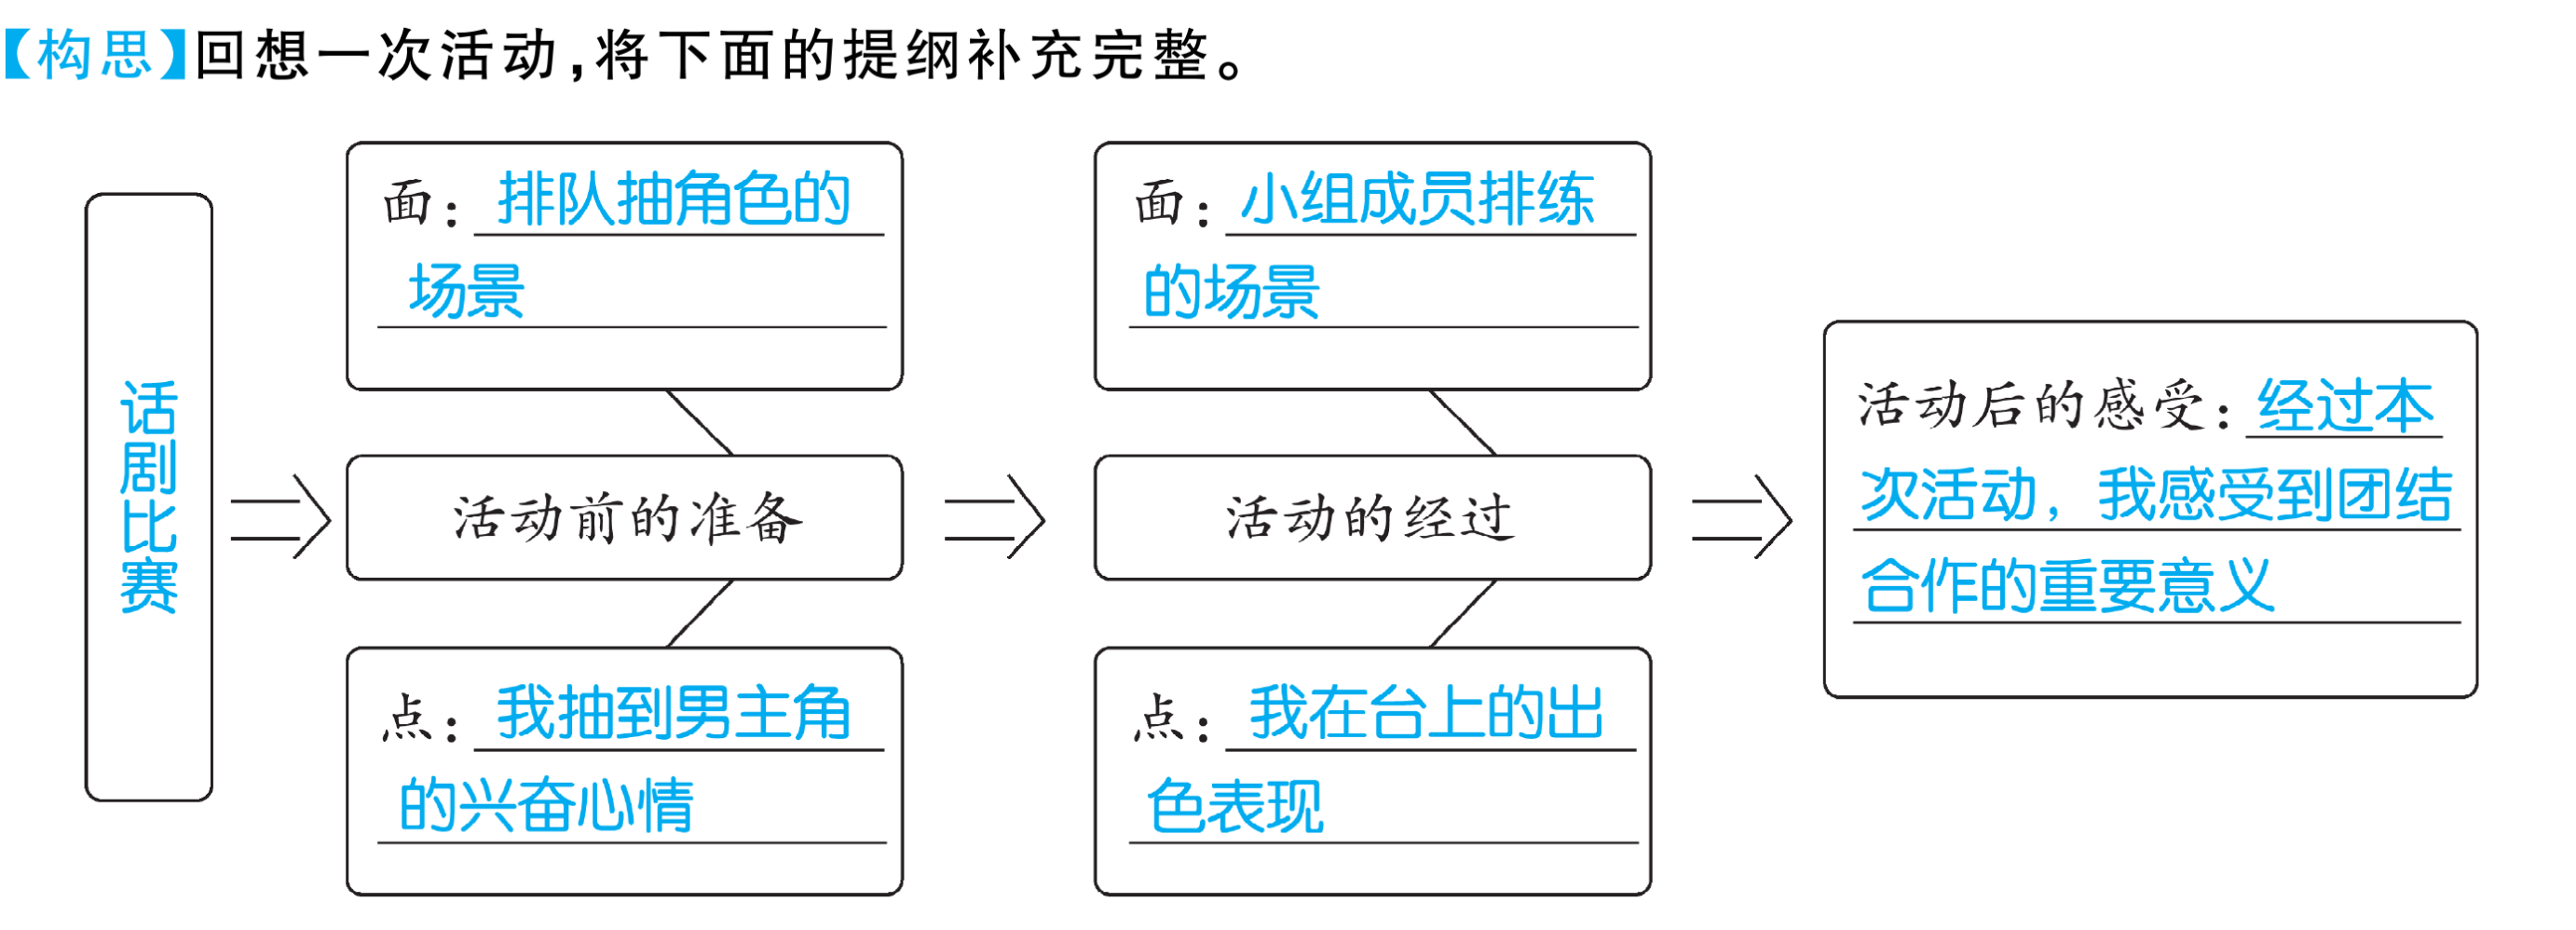 【构思】回想一次活动,将下面的提纲补充完整。
话剧比赛
面：排队抽角色的
场景
活动前的准备
点：我抽到男主角
的兴奋心情
面：小组成员排练
的场景
活动的经过
点：我在台上的出
色表现
活动后的感受：经过本
次活动，我感受到团结
合作的重要意义